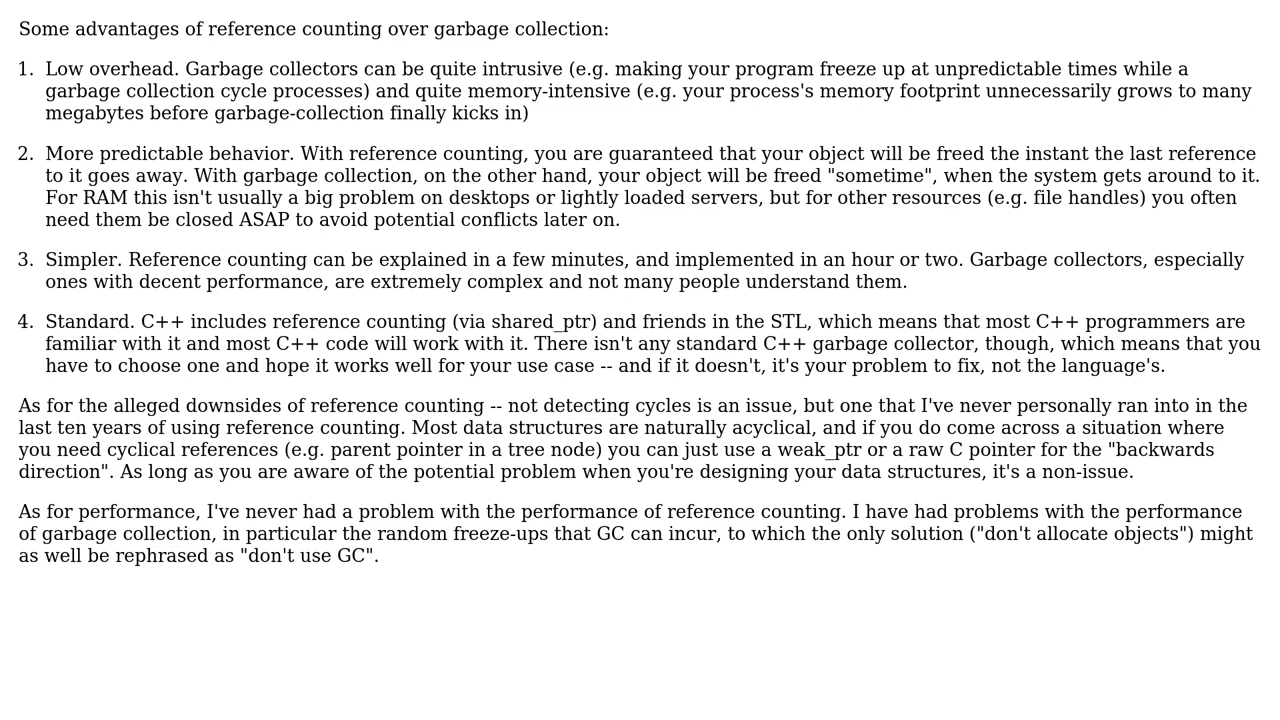 Some advantages of reference counting over garbage collection:
1. Low overhead. Garbage collectors can be quite intrusive (e.g. making your program freeze up at unpredictable times while a
garbage collection cycle processes) and quite memory-intensive (e.g. your process's memory footprint unnecessarily grows to many
megabytes before garbage-collection finally kicks in)
2. More predictable behavior. With reference counting, you are guaranteed that your object will be freed the instant the last reference
to it goes away. With garbage collection, on the other hand, your object will be freed "sometime", when the system gets around to it.
For RAM this isn't usually a big problem on desktops or lightly loaded servers, but for other resources (e.g. file handles) you often
need them be closed ASAP to avoid potential conflicts later on.
3. Simpler. Reference counting can be explained in a few minutes, and implemented in an hour or two. Garbage collectors, especially
ones with decent performance, are extremely complex and not many people understand them.
4. Standard. C++ includes reference counting (via shared_ptr) and friends in the STL, which means that most C++ programmers are
familiar with it and most C++ code will work with it. There isn't any standard C++ garbage collector, though, which means that you
have to choose one and hope it works well for your use case -- and if it doesn't, it's your problem to fix, not the language's.
As for the alleged downsides of reference counting -- not detecting cycles is an issue, but one that I've never personally ran into in the
last ten years of using reference counting. Most data structures are naturally acyclical, and if you do come across a situation where
you need cyclical references (e.g. parent pointer in a tree node) you can just use a weak_ptr or a raw C pointer for the "backwards
direction". As long as you are aware of the potential problem when you're designing your data structures, it's a non-issue.
As for performance, I've never had a problem with the performance of reference counting. I have had problems with the performance
of garbage collection, in particular the random freeze-ups that GC can incur, to which the only solution ("don't allocate objects") might
as well be rephrased as "don't use GC".